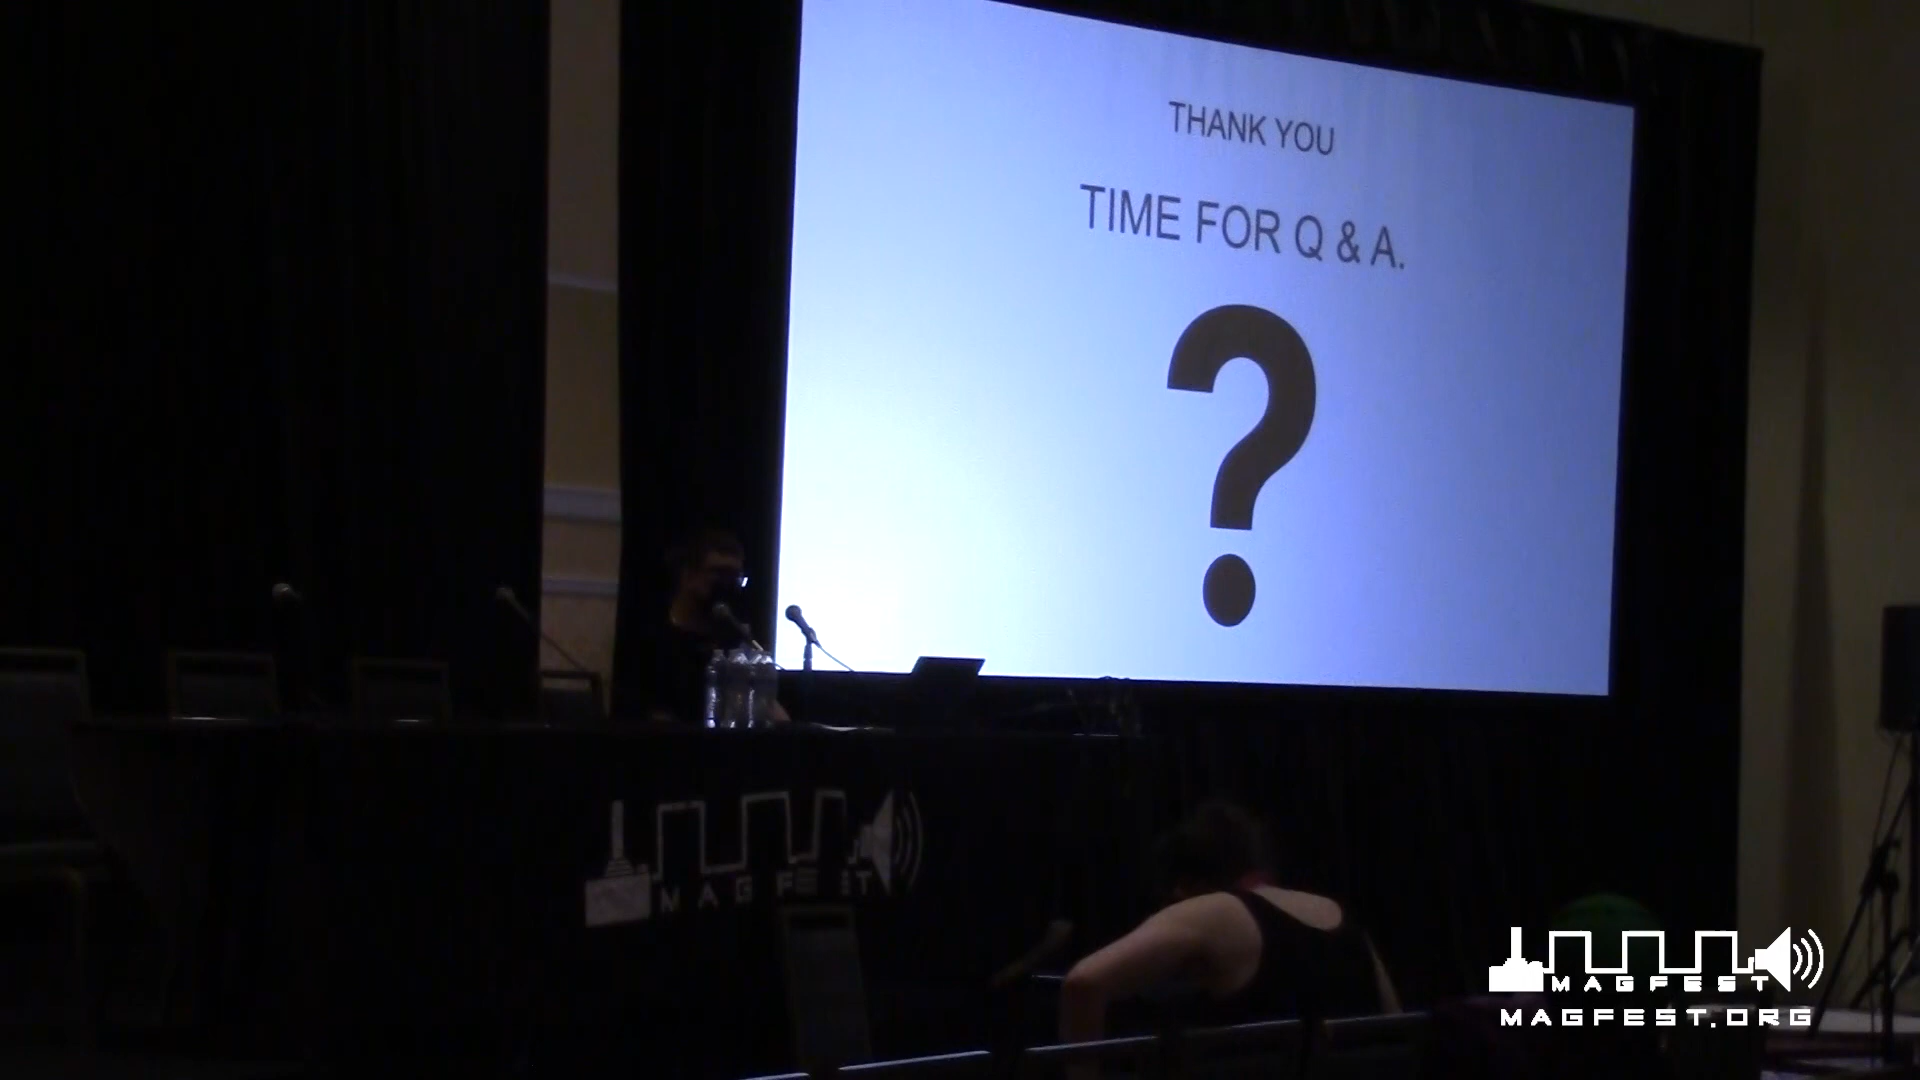 THANK YOU
TIME FOR Q & A.
?
MAGFEST
MAGFEST
MAGFEST.ORG